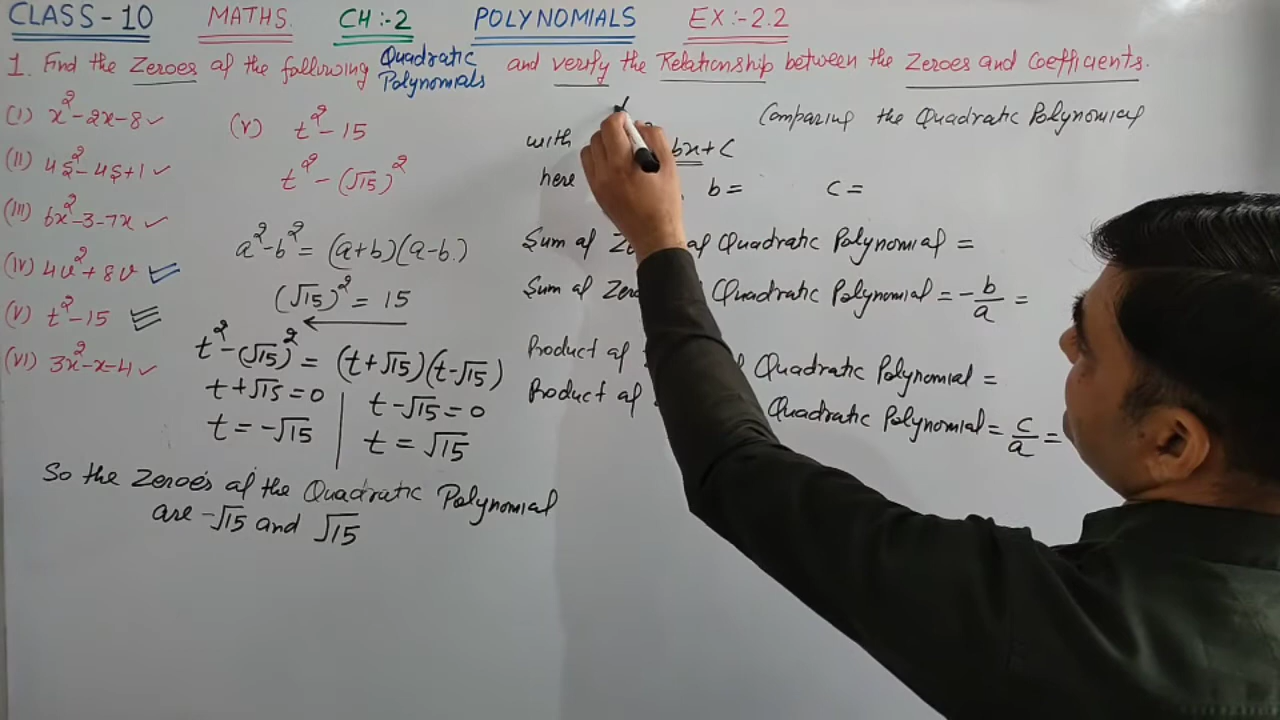 CLASS-10 MATHS. CH:-2 POLYNOMIALS EX:-2.2
1. Find the Zeroes of the following Quadratic Polynomials and verify the Relationship between the Zeroes and Coefficients.
(I) x²-2x-8 ✓
(II) 4s²-4s+1 ✓
(III) 6x²-3-7x ✓
(IV) 4u²+8u
(V) t²-15
(VI) 3x²-x-4 ✓
(V) t²-15
t²-(√15)²
a²-b²=(a+b)(a-b)
(√15)²=15
t²-(√15)²=(t+√15)(t-√15)
t+√15=0 | t-√15=0
t=-√15 | t=√15
So the Zeroes of the Quadratic Polynomial
are -√15 and √15
Comparing the Quadratic Polynomial
with bx+c
here b= c=
Sum of of Quadratic Polynomial =
Sum of Quadratic Polynomial = -b/a =
Product of Quadratic Polynomial =
Product of Quadratic Polynomial = c/a =